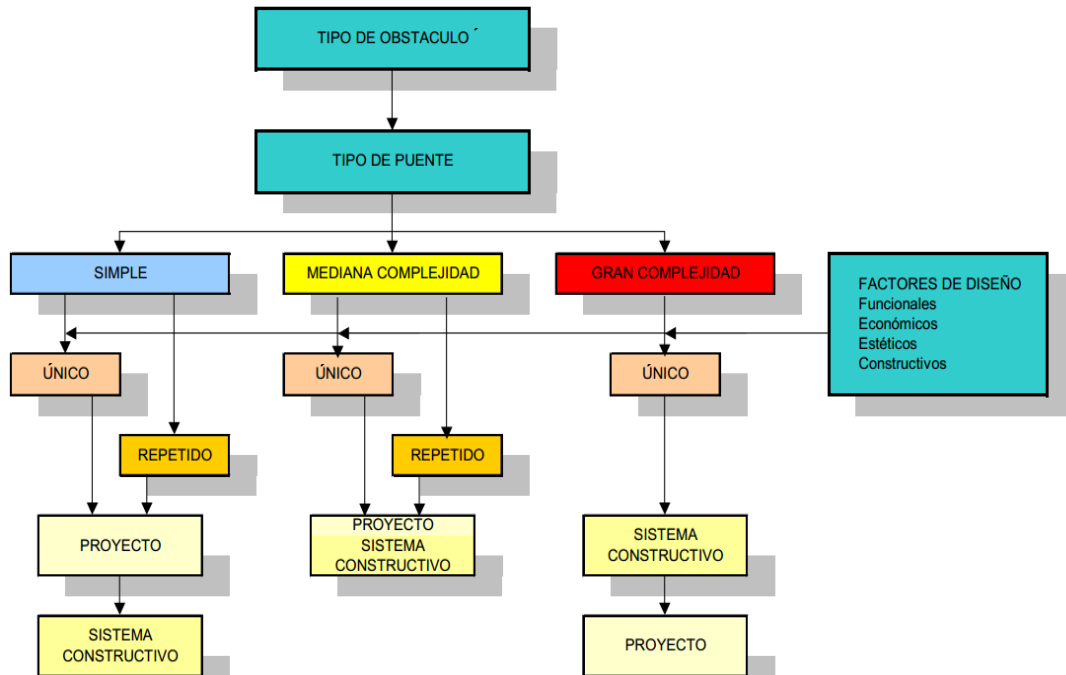 TIPO DE OBSTACULO ´
TIPO DE PUENTE
SIMPLE
MEDIANA COMPLEJIDAD
GRAN COMPLEJIDAD
FACTORES DE DISEÑO
Funcionales
Económicos
Estéticos
Constructivos
ÚNICO
ÚNICO
ÚNICO
REPETIDO
REPETIDO
PROYECTO
PROYECTO
SISTEMA
CONSTRUCTIVO
SISTEMA
CONSTRUCTIVO
SISTEMA
CONSTRUCTIVO
PROYECTO